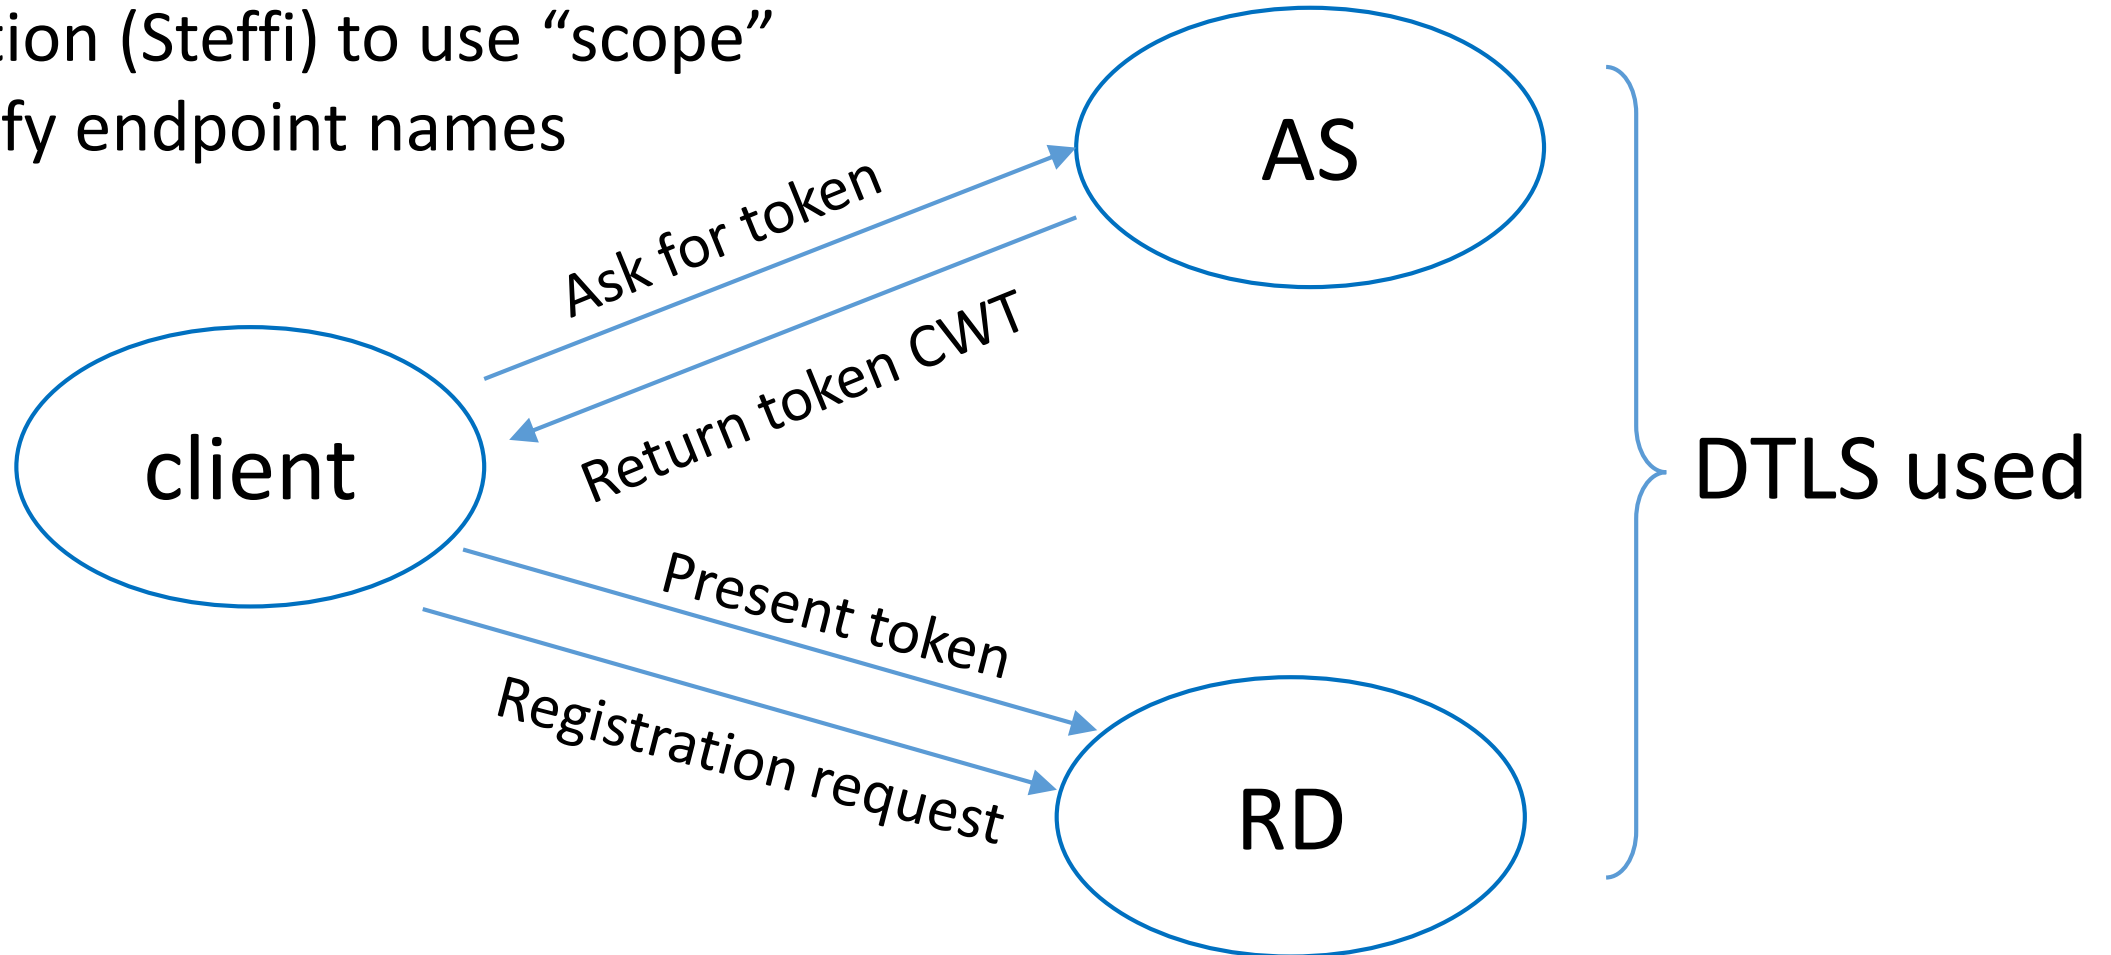 tion (Steffi) to use “scope”
fy endpoint names
AS
Ask for token
Return token CWT
client
DTLS used
Present token
Registration request
RD